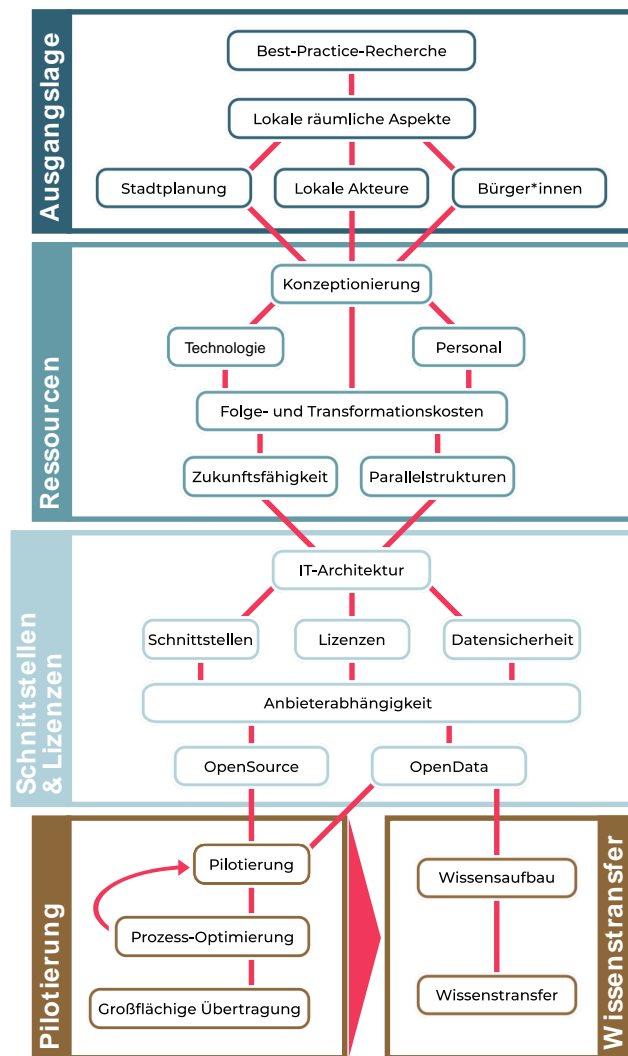 Ausgangslage
Best-Practice-Recherche
Lokale räumliche Aspekte
Stadtplanung
Lokale Akteure
Bürger*innen
Ressourcen
Konzeptionierung
Technologie
Personal
Folge- und Transformationskosten
Zukunftsfähigkeit
Parallelstrukturen
Schnittstellen
& Lizenzen
IT-Architektur
Schnittstellen
Lizenzen
Datensicherheit
Anbieterabhängigkeit
OpenSource
OpenData
Pilotierung
Pilotierung
Prozess-Optimierung
Großflächige Übertragung
Wissensaufbau
Wissenstransfer
Wissenstransfer